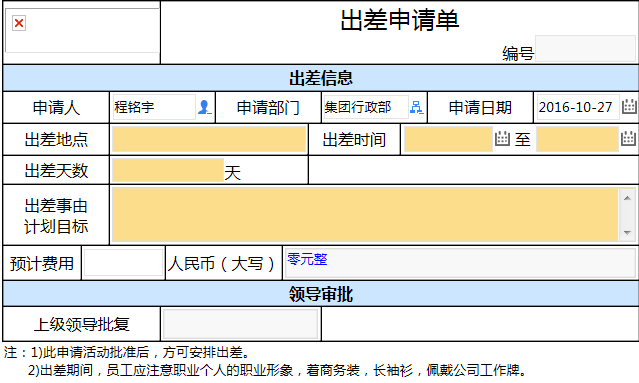 出差申请单
编号
出差信息
申请人 程铭宇 申请部门 集团行政部 申请日期 2016-10-27
出差地点 出差时间 至
出差天数 天
出差事由
计划目标
预计费用 人民币（大写） 零元整
领导审批
上级领导批复
注：1)此申请活动批准后，方可安排出差。
2)出差期间，员工应注意职业个人的职业形象，着商务装，长袖衫，佩戴公司工作牌。